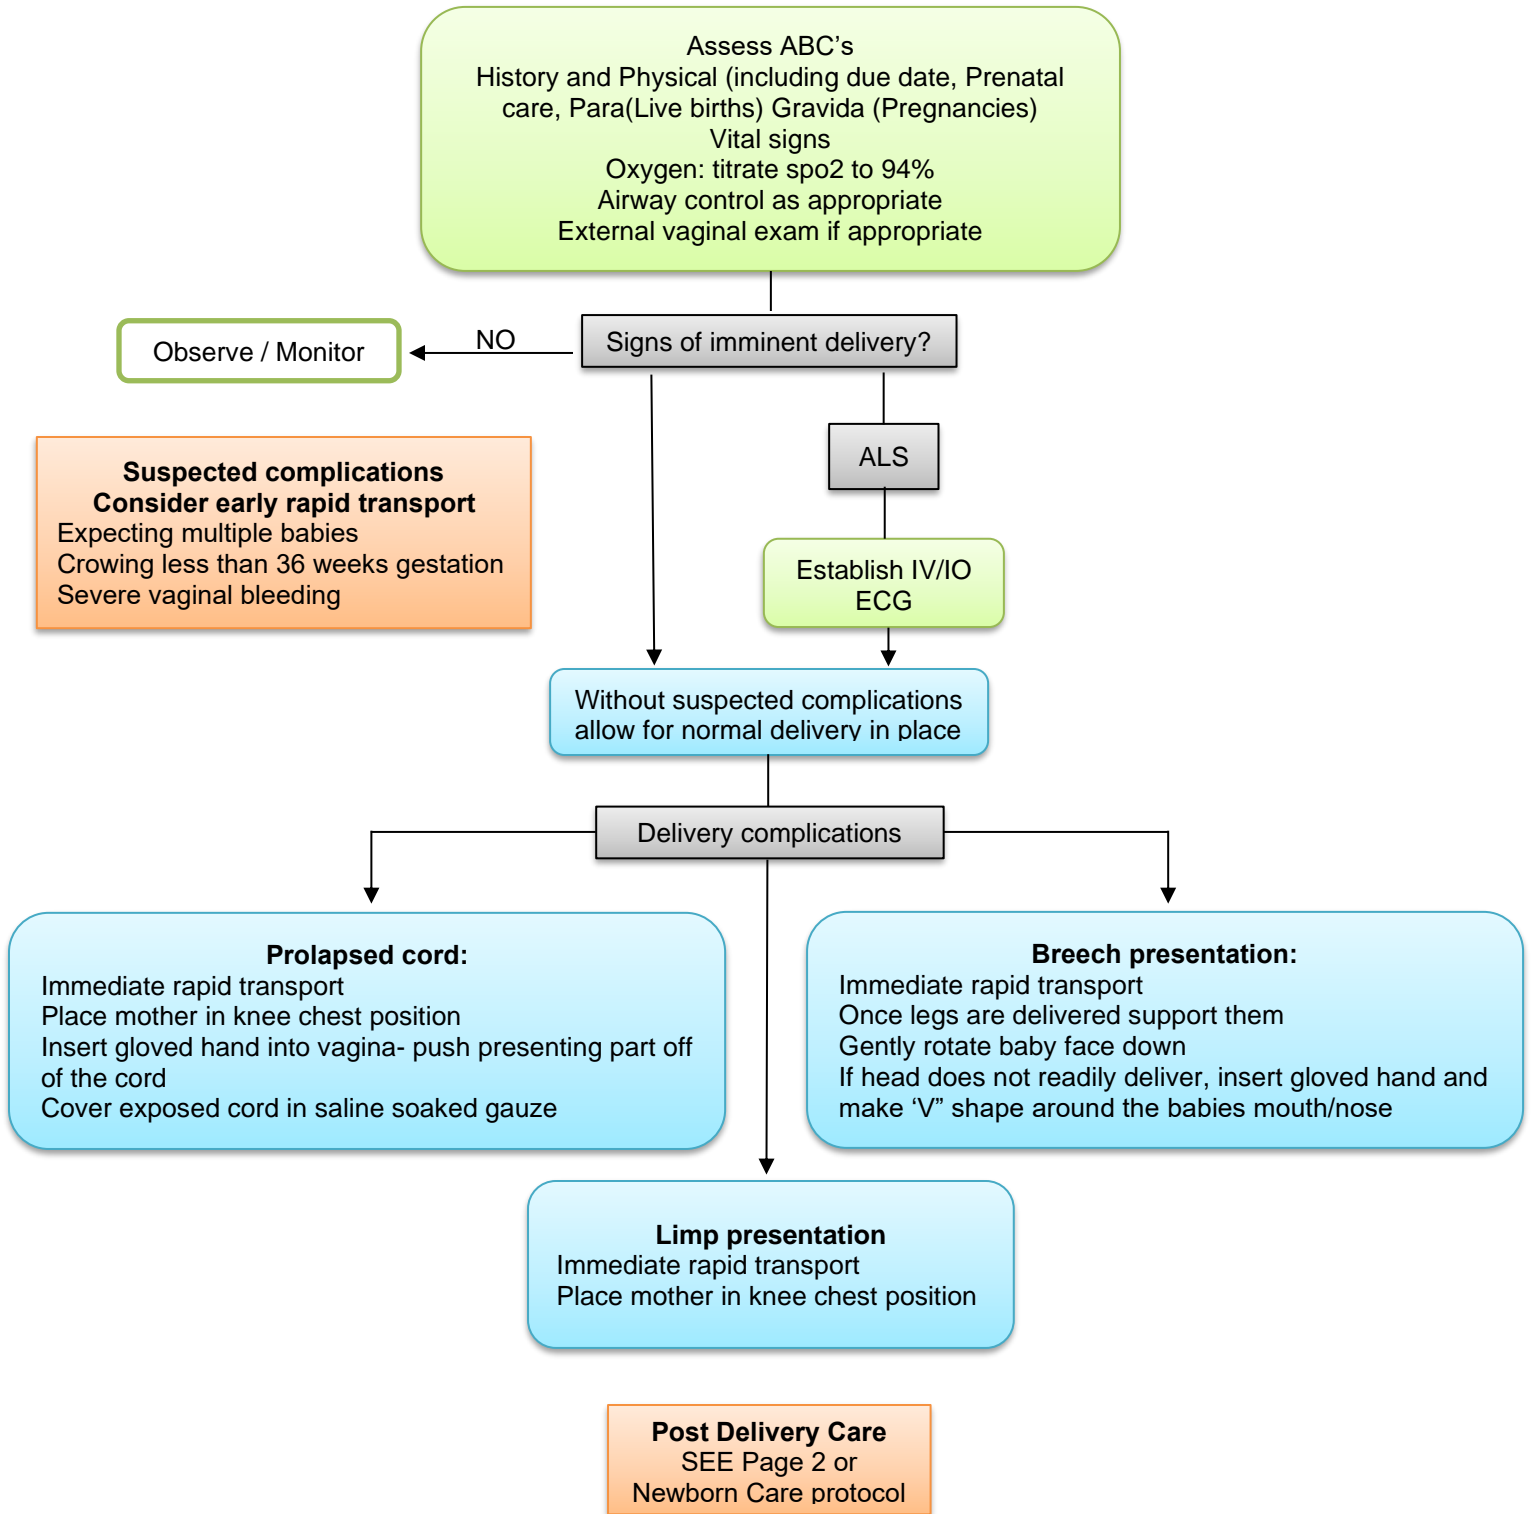 Assess ABC’s
History and Physical (including due date, Prenatal
care, Para(Live births) Gravida (Pregnancies)
Vital signs
Oxygen: titrate spo2 to 94%
Airway control as appropriate
External vaginal exam if appropriate
Signs of imminent delivery?
NO
Observe / Monitor
ALS
Suspected complications
Consider early rapid transport
Expecting multiple babies
Crowing less than 36 weeks gestation
Severe vaginal bleeding
Establish IV/IO
ECG
Without suspected complications
allow for normal delivery in place
Delivery complications
Prolapsed cord:
Immediate rapid transport
Place mother in knee chest position
Insert gloved hand into vagina- push presenting part off
of the cord
Cover exposed cord in saline soaked gauze
Breech presentation:
Immediate rapid transport
Once legs are delivered support them
Gently rotate baby face down
If head does not readily deliver, insert gloved hand and
make ‘V” shape around the babies mouth/nose
Limp presentation
Immediate rapid transport
Place mother in knee chest position
Post Delivery Care
SEE Page 2 or
Newborn Care protocol